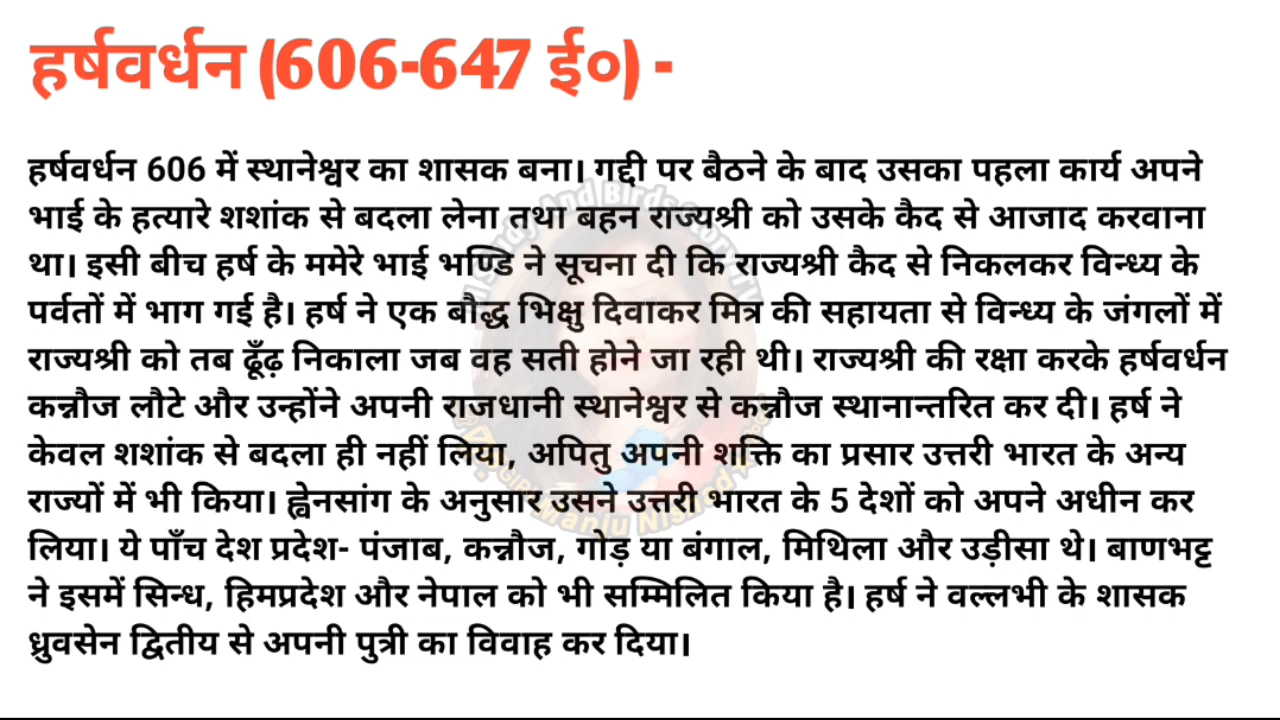 हर्षवर्धन (606-647 ई०) -
हर्षवर्धन 606 में स्थानेश्वर का शासक बना। गद्दी पर बैठने के बाद उसका पहला कार्य अपने
भाई के हत्यारे शशांक से बदला लेना तथा बहन राज्यश्री को उसके कैद से आजाद करवाना
था। इसी बीच हर्ष के ममेरे भाई भण्डि ने सूचना दी कि राज्यश्री कैद से निकलकर विन्ध्य के
पर्वतों में भाग गई है। हर्ष ने एक बौद्ध भिक्षु दिवाकर मित्र की सहायता से विन्ध्य के जंगलों में
राज्यश्री को तब ढूँढ़ निकाला जब वह सती होने जा रही थी। राज्यश्री की रक्षा करके हर्षवर्धन
कन्नौज लौटे और उन्होंने अपनी राजधानी स्थानेश्वर से कन्नौज स्थानान्तरित कर दी। हर्ष ने
केवल शशांक से बदला ही नहीं लिया, अपितु अपनी शक्ति का प्रसार उत्तरी भारत के अन्य
राज्यों में भी किया। ह्वेनसांग के अनुसार उसने उत्तरी भारत के 5 देशों को अपने अधीन कर
लिया। ये पाँच देश प्रदेश- पंजाब, कन्नौज, गोड़ या बंगाल, मिथिला और उड़ीसा थे। बाणभट्ट
ने इसमें सिन्ध, हिमप्रदेश और नेपाल को भी सम्मिलित किया है। हर्ष ने वल्लभी के शासक
ध्रुवसेन द्वितीय से अपनी पुत्री का विवाह कर दिया।